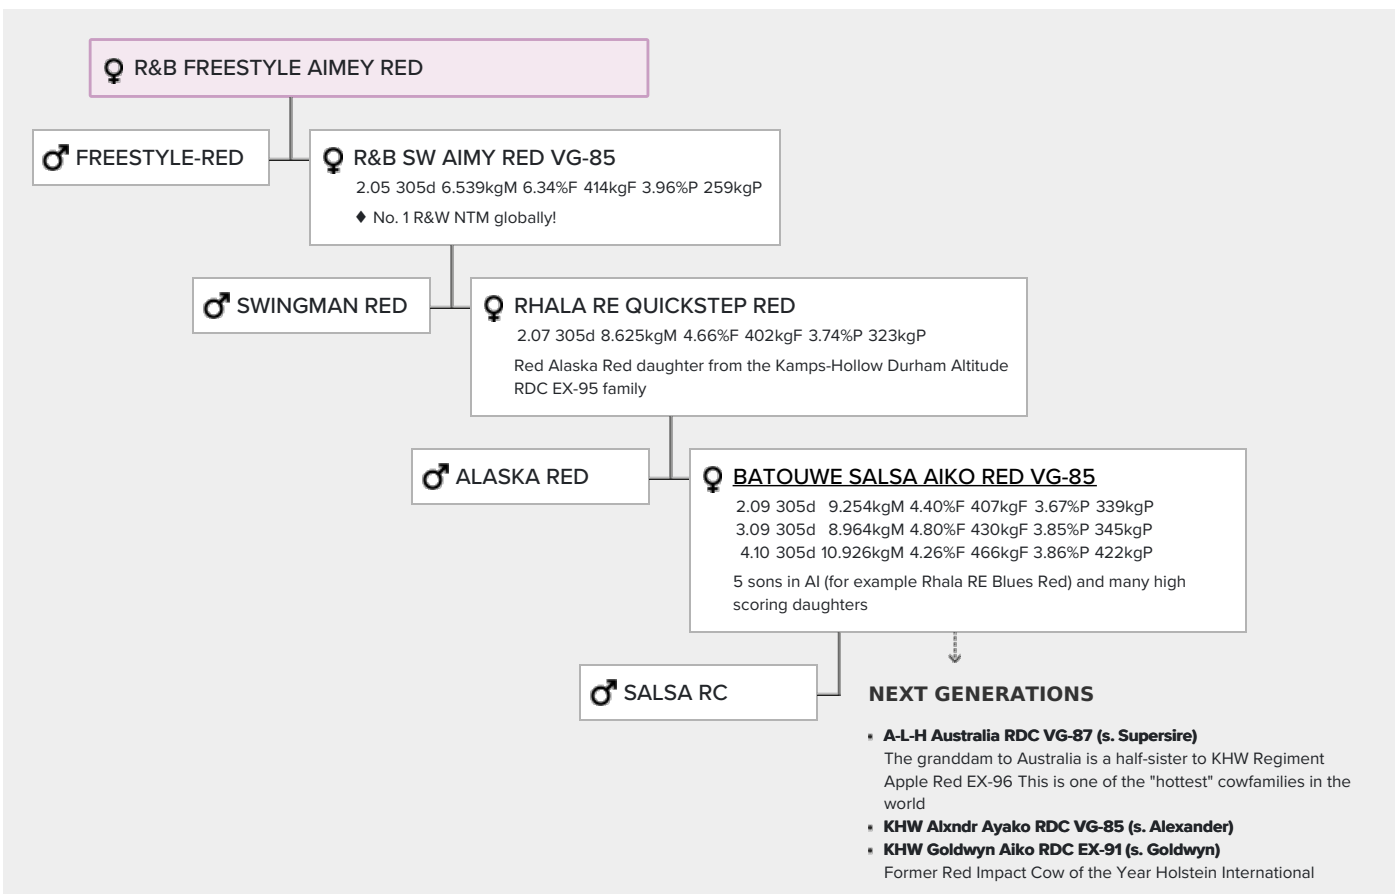 R&B FREESTYLE AIMEY RED
FREESTYLE-RED
R&B SW AIMY RED VG-85
2.05 305d 6.539kgM 6.34%F 414kgF 3.96%P 259kgP
♦ No. 1 R&W NTM globally!
SWINGMAN RED
RHALA RE QUICKSTEP RED
2.07 305d 8.625kgM 4.66%F 402kgF 3.74%P 323kgP
Red Alaska Red daughter from the Kamps-Hollow Durham Altitude
RDC EX-95 family
ALASKA RED
BATOUWE SALSA AIKO RED VG-85
2.09 305d 9.254kgM 4.40%F 407kgF 3.67%P 339kgP
3.09 305d 8.964kgM 4.80%F 430kgF 3.85%P 345kgP
4.10 305d 10.926kgM 4.26%F 466kgF 3.86%P 422kgP
5 sons in AI (for example Rhala RE Blues Red) and many high
scoring daughters
SALSA RC
NEXT GENERATIONS
▪ A-L-H Australia RDC VG-87 (s. Supersire)
The granddam to Australia is a half-sister to KHW Regiment
Apple Red EX-96 This is one of the "hottest" cowfamilies in the
world
▪ KHW Alxndr Ayako RDC VG-85 (s. Alexander)
▪ KHW Goldwyn Aiko RDC EX-91 (s. Goldwyn)
Former Red Impact Cow of the Year Holstein International